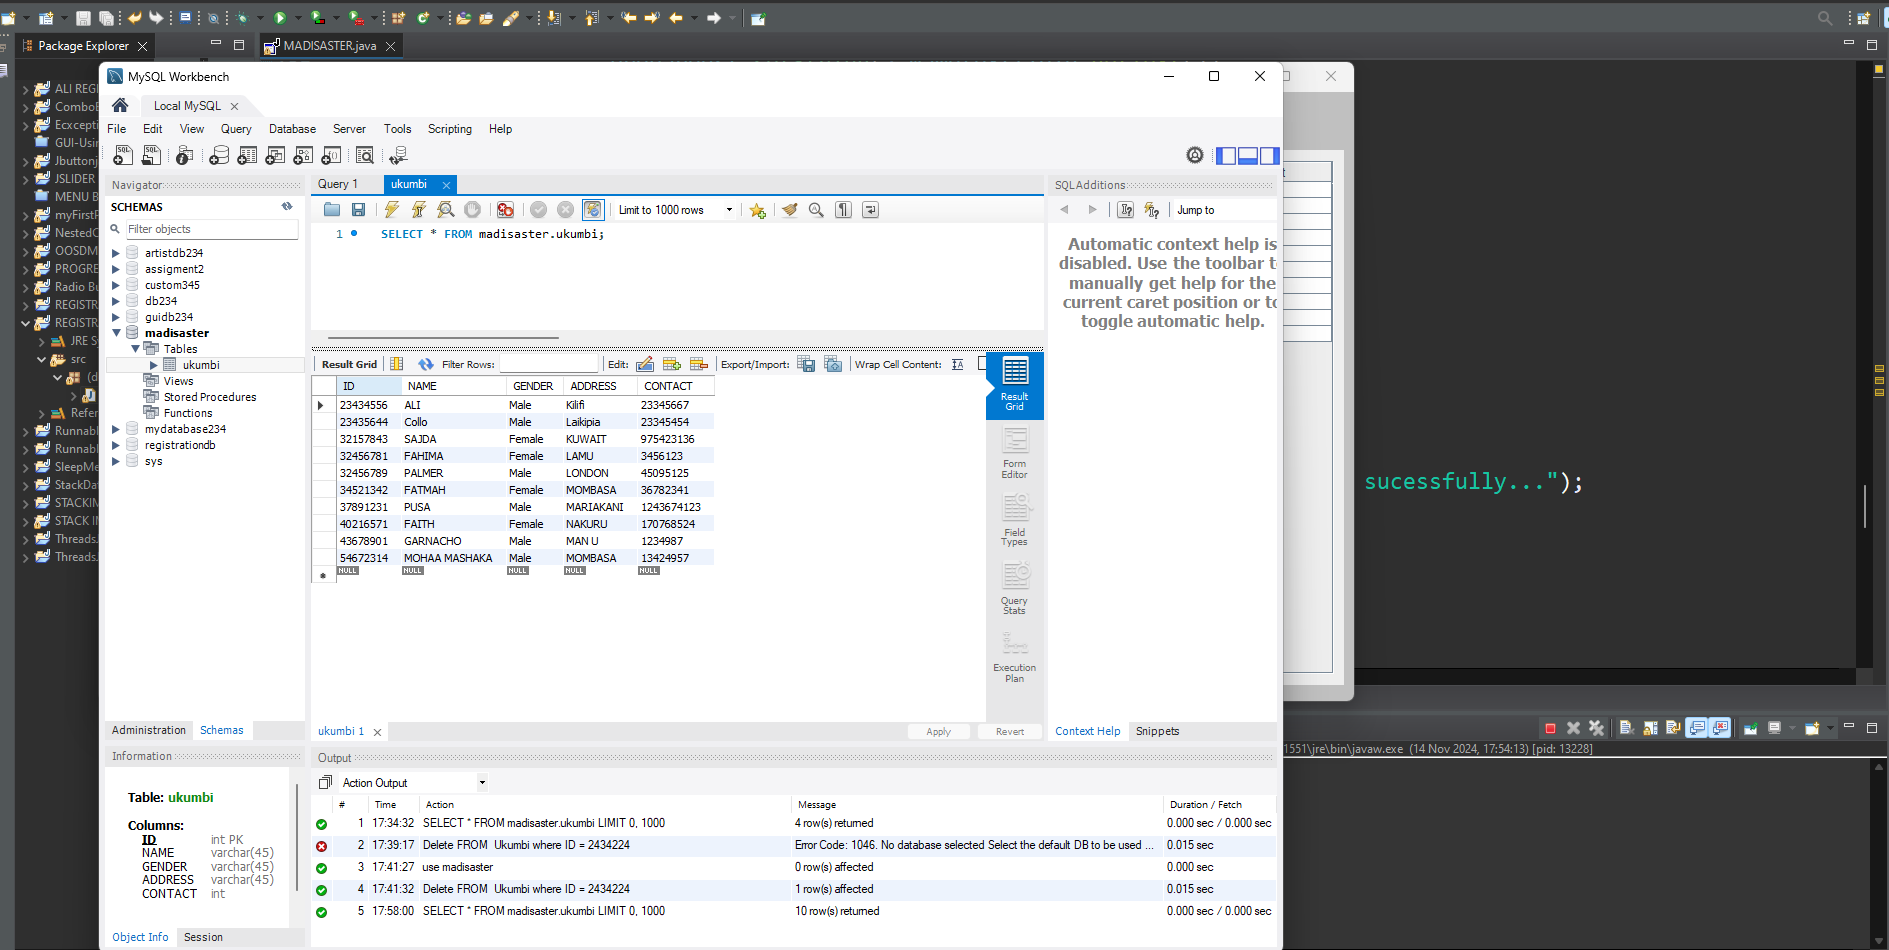 Package Explorer
MADISASTER.java
ALI REG
ComboB
Ecxcepti
GUI-Usin
Jbuttonj
JSLIDER
MENU B
myFirstP
NestedC
OOSDM
PROGRE
Radio Bu
REGISTR
REGISTR
JRE Sy
src
(d
Refer
Runnabl
Runnabl
SleepMe
StackDat
STACKIM
STACK IM
Threads.
Threads.
MySQL Workbench
Local MySQL
File Edit View Query Database Server Tools Scripting Help
Navigator
SCHEMAS
Filter objects
artistdb234
assigment2
custom345
db234
guidb234
madisaster
Tables
ukumbi
Views
Stored Procedures
Functions
mydatabase234
registrationdb
sys
Administration Schemas
Information
Table: ukumbi
Columns:
ID int PK
NAME varchar(45)
GENDER varchar(45)
ADDRESS varchar(45)
CONTACT int
Object Info Session
Query 1 ukumbi
Limit to 1000 rows
1 SELECT * FROM madisaster.ukumbi;
Result Grid Filter Rows: Edit: Export/Import: Wrap Cell Content:
ID NAME GENDER ADDRESS CONTACT
23434556 ALI Male Kilifi 23345667
23435644 Collo Male Laikipia 23345454
32157843 SAJDA Female KUWAIT 975423136
32456781 FAHIMA Female LAMU 3456123
32456789 PALMER Male LONDON 45095125
34521342 FATMAH Female MOMBASA 36782341
37891231 PUSA Male MARIAKANI 1243674123
40216571 FAITH Female NAKURU 170768524
43678901 GARNACHO Male MAN U 1234987
54672314 MOHAA MASHAKA Male MOMBASA 13424957
NULL NULL NULL NULL NULL
Result
Grid
Form
Editor
Field
Types
Query
Stats
Execution
Plan
ukumbi 1
Apply Revert
SQLAdditions
Jump to
Automatic context help is
disabled. Use the toolbar t
manually get help for the
current caret position or to
toggle automatic help.
Context Help Snippets
Output
Action Output
# Time Action Message Duration / Fetch
1 17:34:32 SELECT * FROM madisaster.ukumbi LIMIT 0, 1000 4 row(s) returned 0.000 sec / 0.000 sec
2 17:39:17 Delete FROM Ukumbi where ID = 2434224 Error Code: 1046. No database selected Select the default DB to be used ... 0.015 sec
3 17:41:27 use madisaster 0 row(s) affected 0.000 sec
4 17:41:32 Delete FROM Ukumbi where ID = 2434224 1 row(s) affected 0.015 sec
5 17:58:00 SELECT * FROM madisaster.ukumbi LIMIT 0, 1000 10 row(s) returned 0.000 sec / 0.000 sec
t
sucessfully...");
1551\jre\bin\javaw.exe (14 Nov 2024, 17:54:13) [pid: 13228]